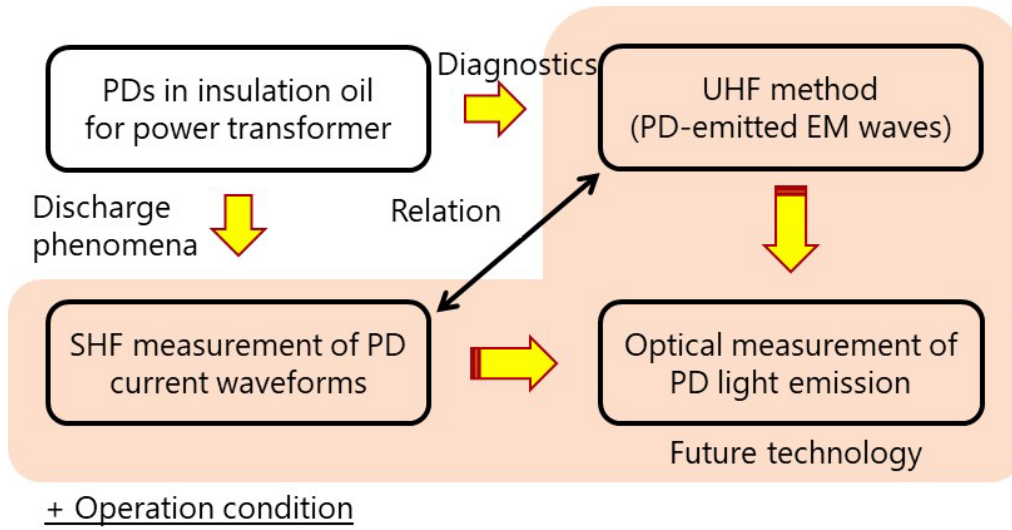 PDs in insulation oil
for power transformer
Diagnostics
UHF method
(PD-emitted EM waves)
Discharge
phenomena
Relation
SHF measurement of PD
current waveforms
Optical measurement of
PD light emission
Future technology
+ Operation condition